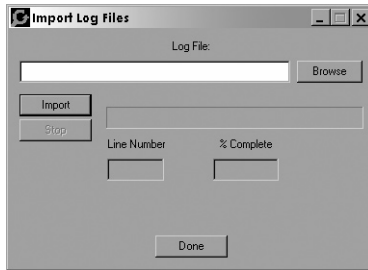 Import Log Files
Log File:
Browse
Import
Stop
Line Number
% Complete
Done